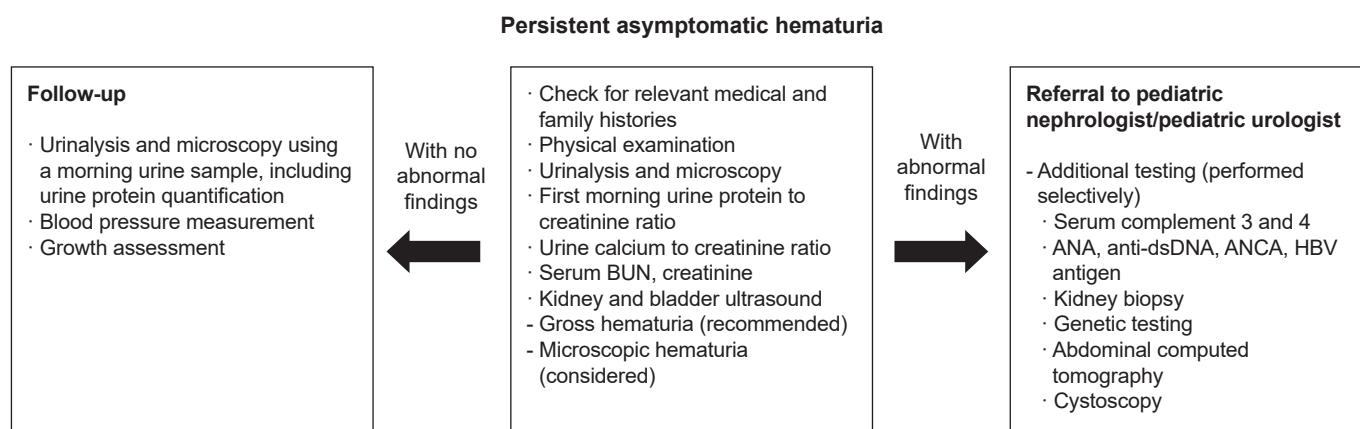 Persistent asymptomatic hematuria
Follow-up
· Urinalysis and microscopy using
a morning urine sample, including
urine protein quantification
· Blood pressure measurement
· Growth assessment
With no
abnormal
findings
· Check for relevant medical and
family histories
· Physical examination
· Urinalysis and microscopy
· First morning urine protein to
creatinine ratio
· Urine calcium to creatinine ratio
· Serum BUN, creatinine
· Kidney and bladder ultrasound
- Gross hematuria (recommended)
- Microscopic hematuria
(considered)
With
abnormal
findings
Referral to pediatric
nephrologist/pediatric urologist
- Additional testing (performed
selectively)
· Serum complement 3 and 4
· ANA, anti-dsDNA, ANCA, HBV
antigen
· Kidney biopsy
· Genetic testing
· Abdominal computed
tomography
· Cystoscopy